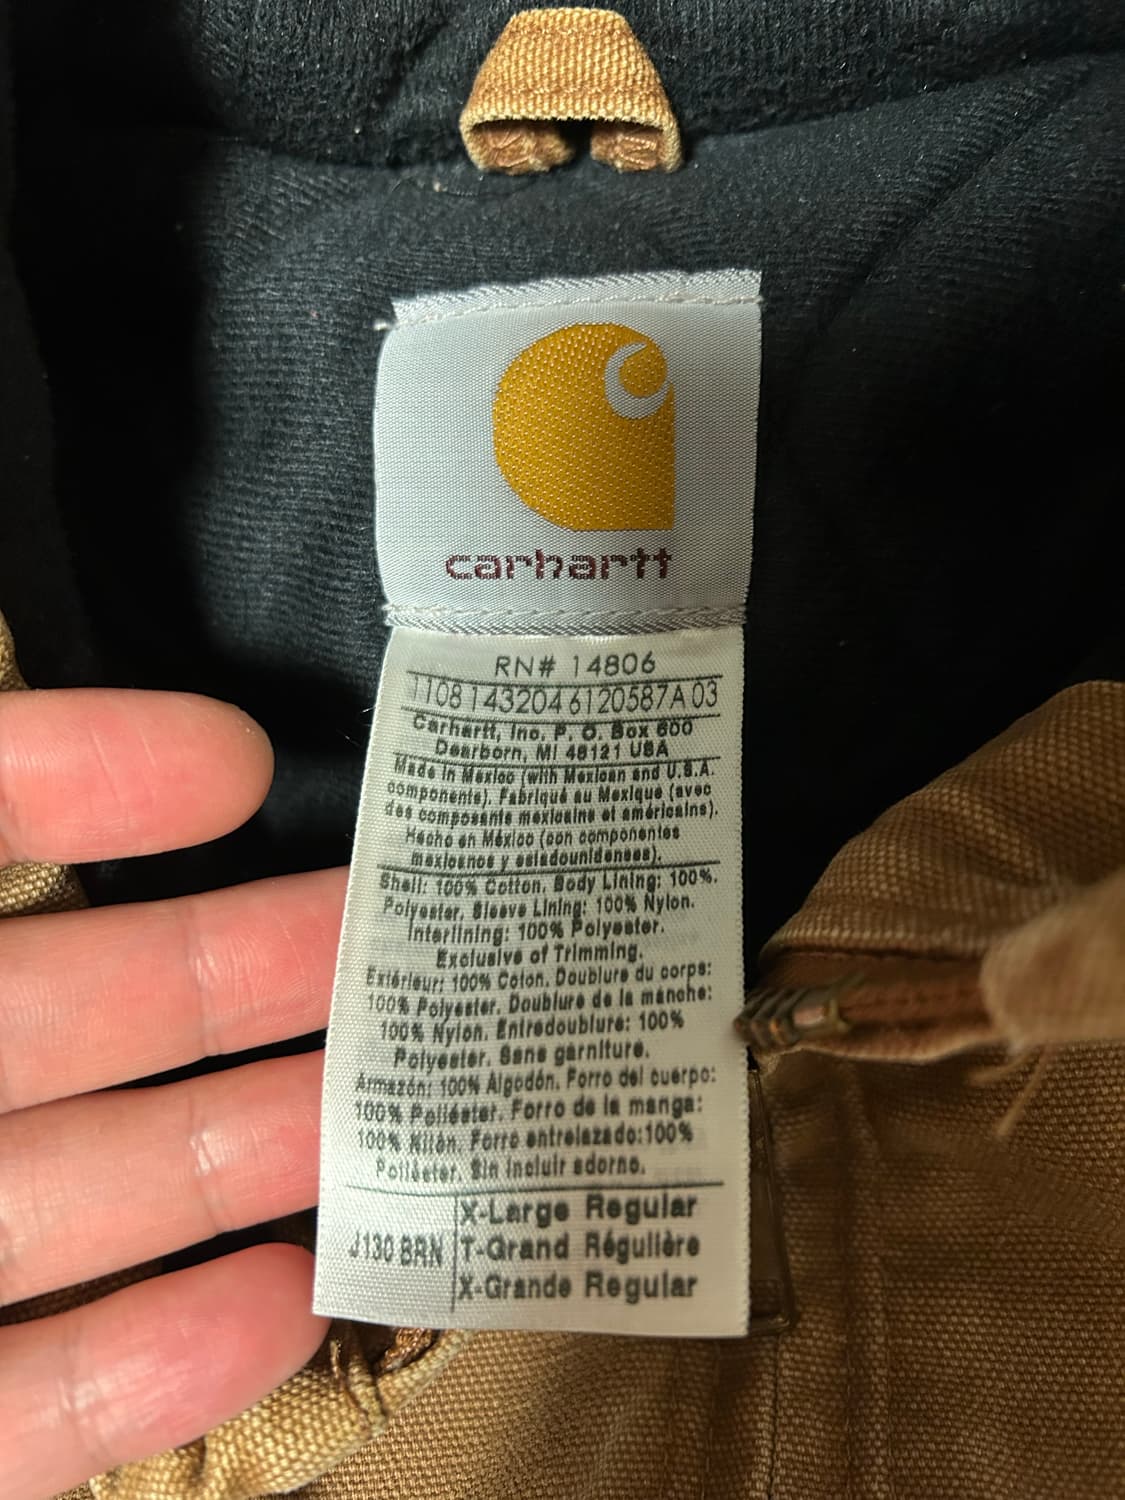 carhartt
RN# 14806
1108 143204 6120587A 03
Carhartt, Inc. P. O. Box 600
Dearborn, MI 48121 USA
Made in Mexico (with Mexican and U.S.A.
components). Fabriqué au Mexique (avec
des composants mexicains et américains).
Hecho en México (con componentes
mexicanos y estadounidenses).
Shell: 100% Cotton. Body Lining: 100%.
Polyester. Sleeve Lining: 100% Nylon.
Interlining: 100% Polyester.
Exclusive of Trimming.
Extérieur: 100% Coton. Doublure du corps:
100% Polyester. Doublure de la manche:
100% Nylon. Entredoublure: 100%
Polyester. Sans garniture.
Armazón: 100% Algodón. Forro del cuerpo:
100% Poliéster. Forro de la manga:
100% Nilón. Forro entrelazado:100%
Poliéster. Sin incluir adorno.
X-Large Regular
J130 BRN T-Grand Régulière
X-Grande Regular